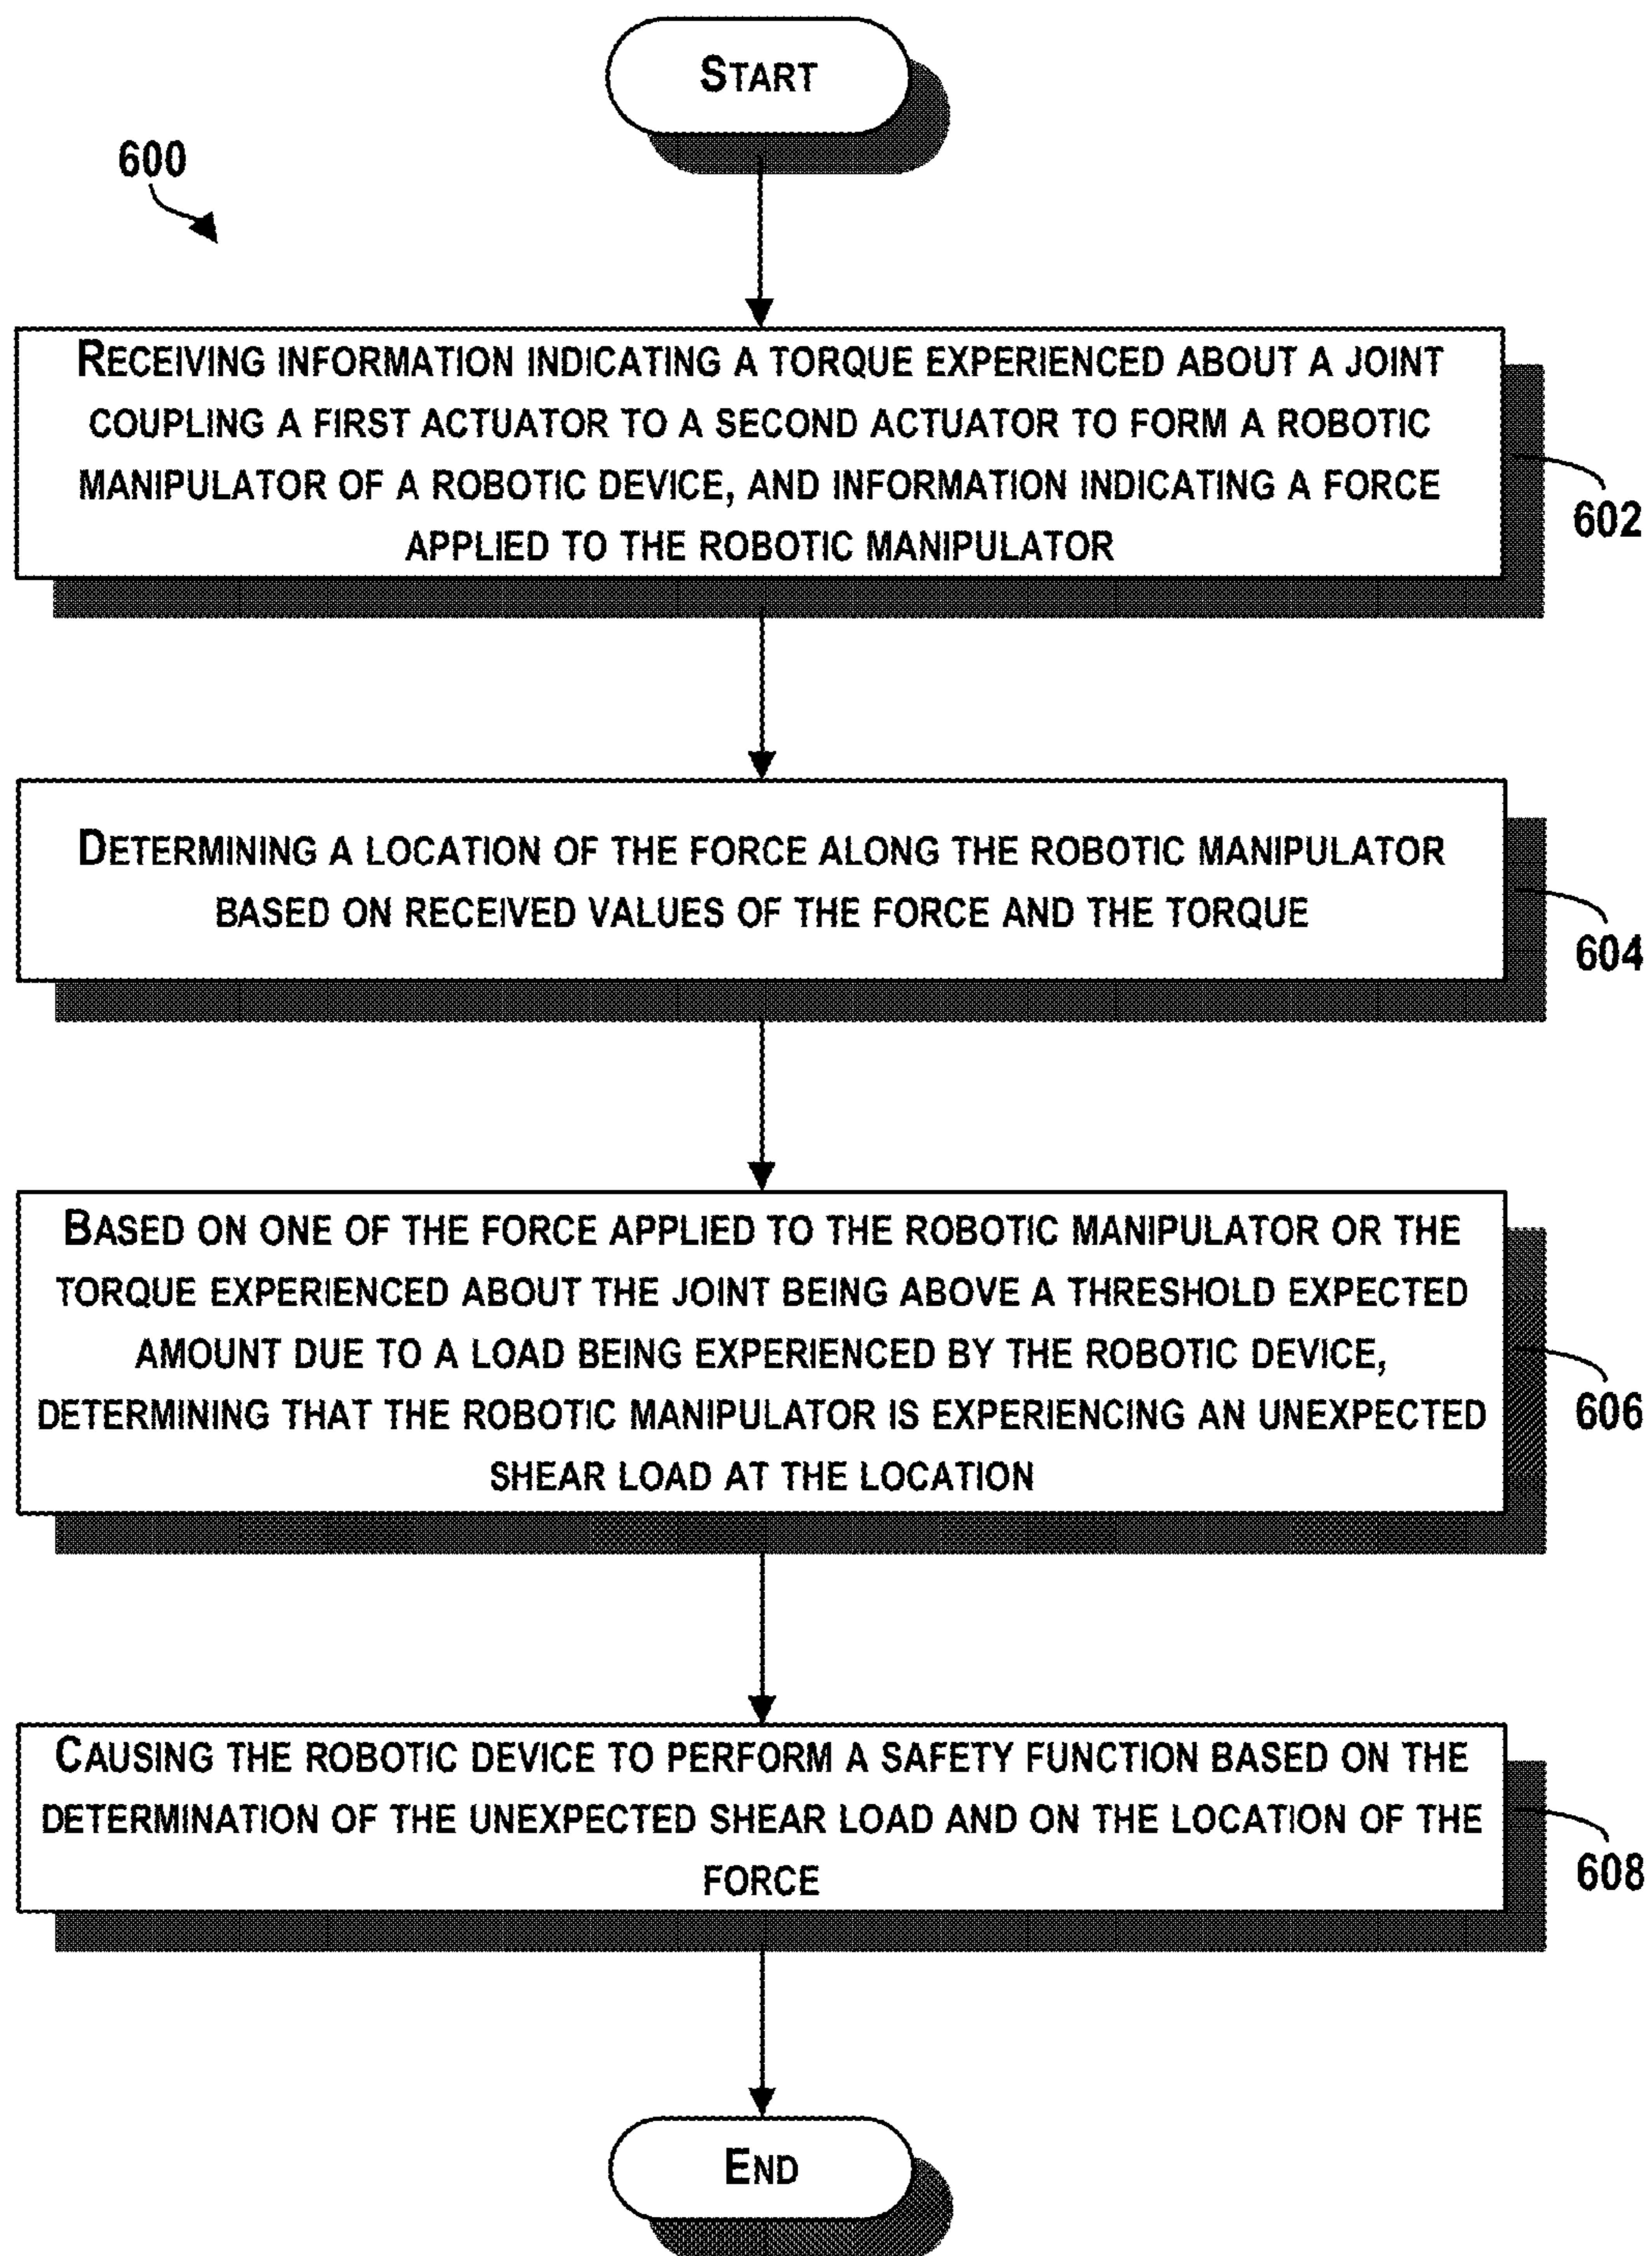 START
600
RECEIVING INFORMATION INDICATING A TORQUE EXPERIENCED ABOUT A JOINT
COUPLING A FIRST ACTUATOR TO A SECOND ACTUATOR TO FORM A ROBOTIC
MANIPULATOR OF A ROBOTIC DEVICE, AND INFORMATION INDICATING A FORCE
APPLIED TO THE ROBOTIC MANIPULATOR
602
DETERMINING A LOCATION OF THE FORCE ALONG THE ROBOTIC MANIPULATOR
BASED ON RECEIVED VALUES OF THE FORCE AND THE TORQUE
604
BASED ON ONE OF THE FORCE APPLIED TO THE ROBOTIC MANIPULATOR OR THE
TORQUE EXPERIENCED ABOUT THE JOINT BEING ABOVE A THRESHOLD EXPECTED
AMOUNT DUE TO A LOAD BEING EXPERIENCED BY THE ROBOTIC DEVICE,
DETERMINING THAT THE ROBOTIC MANIPULATOR IS EXPERIENCING AN UNEXPECTED
SHEAR LOAD AT THE LOCATION
606
CAUSING THE ROBOTIC DEVICE TO PERFORM A SAFETY FUNCTION BASED ON THE
DETERMINATION OF THE UNEXPECTED SHEAR LOAD AND ON THE LOCATION OF THE
FORCE
608
END